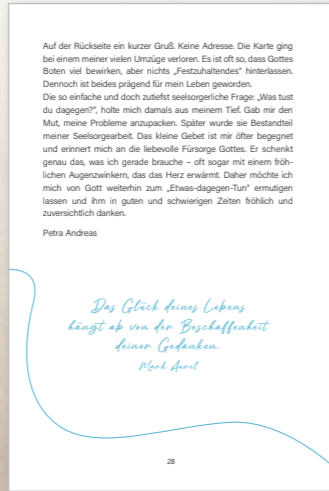 Auf der Rückseite ein kurzer Gruß. Keine Adresse. Die Karte ging
bei einem meiner vielen Umzüge verloren. Es ist oft so, dass Gottes
Boten viel bewirken, aber nichts „Festzuhaltendes" hinterlassen.
Dennoch ist beides prägend für mein Leben geworden.
Die so einfache und doch zutiefst seelsorgerliche Frage: „Was tust
du dagegen?", holte mich damals aus meinem Tief. Gab mir den
Mut, meine Probleme anzupacken. Später wurde sie Bestandteil
meiner Seelsorgearbeit. Das kleine Gebet ist mir öfter begegnet
und erinnert mich an die liebevolle Fürsorge Gottes. Er schenkt
genau das, was ich gerade brauche – oft sogar mit einem fröh-
lichen Augenzwinkern, das das Herz erwärmt. Daher möchte ich
mich von Gott weiterhin zum „Etwas-dagegen-Tun" ermutigen
lassen und ihm in guten und schwierigen Zeiten fröhlich und
zuversichtlich danken.
Petra Andreas
Das Glück deines Lebens
hängt ab von der Beschaffenheit
deiner Gedanken.
Mark Aurel
28